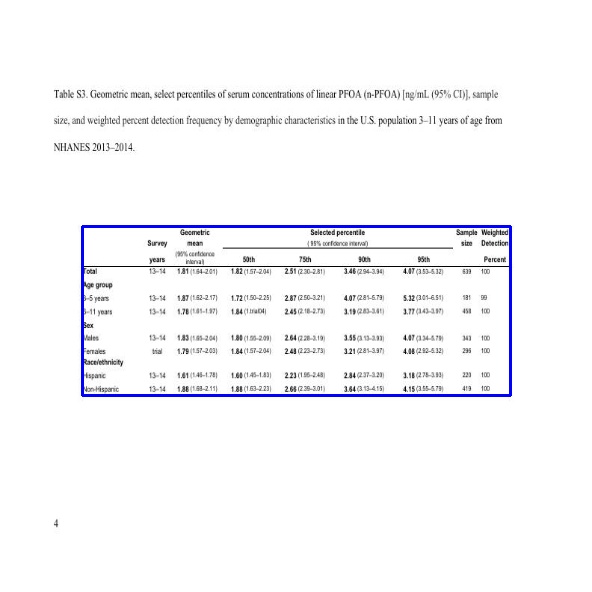 Table S3. Geometric mean, select percentiles of serum concentrations of linear PFOA (n-PFOA) [ng/mL (95% CI)], sample
size, and weighted percent detection frequency by demographic characteristics in the U.S. population 3–11 years of age from
NHANES 2013–2014.
Geometric Selected percentile Sample Weighted
Survey mean ( 95% confidence interval) size Detection
years (95% confidence interval) 50th 75th 90th 95th Percent
Total 13–14 1.81 (1.64–2.01) 1.82 (1.57–2.04) 2.51 (2.30–2.81) 3.46 (2.94–3.94) 4.07 (3.53–5.32) 639 100
Age group
3–5 years 13–14 1.87 (1.62–2.17) 1.72 (1.50–2.25) 2.87 (2.50–3.21) 4.07 (2.81–5.79) 5.32 (3.01–6.51) 181 99
6–11 years 13–14 1.78 (1.61–1.97) 1.84 (1.trial04) 2.45 (2.18–2.73) 3.19 (2.83–3.61) 3.77 (3.43–3.97) 458 100
Sex
Males 13–14 1.83 (1.65–2.04) 1.80 (1.55–2.09) 2.64 (2.28–3.19) 3.55 (3.13–3.93) 4.07 (3.34–5.79) 343 100
Females trial 1.79 (1.57–2.03) 1.84 (1.57–2.04) 2.48 (2.23–2.73) 3.21 (2.81–3.97) 4.08 (2.92–5.32) 296 100
Race/ethnicity
Hispanic 13–14 1.61 (1.46–1.78) 1.60 (1.45–1.83) 2.23 (1.95–2.48) 2.84 (2.37–3.20) 3.18 (2.78–3.93) 220 100
Non-Hispanic 13–14 1.88 (1.68–2.11) 1.88 (1.63–2.23) 2.66 (2.39–3.01) 3.64 (3.13–4.15) 4.15 (3.55–5.79) 419 100
4